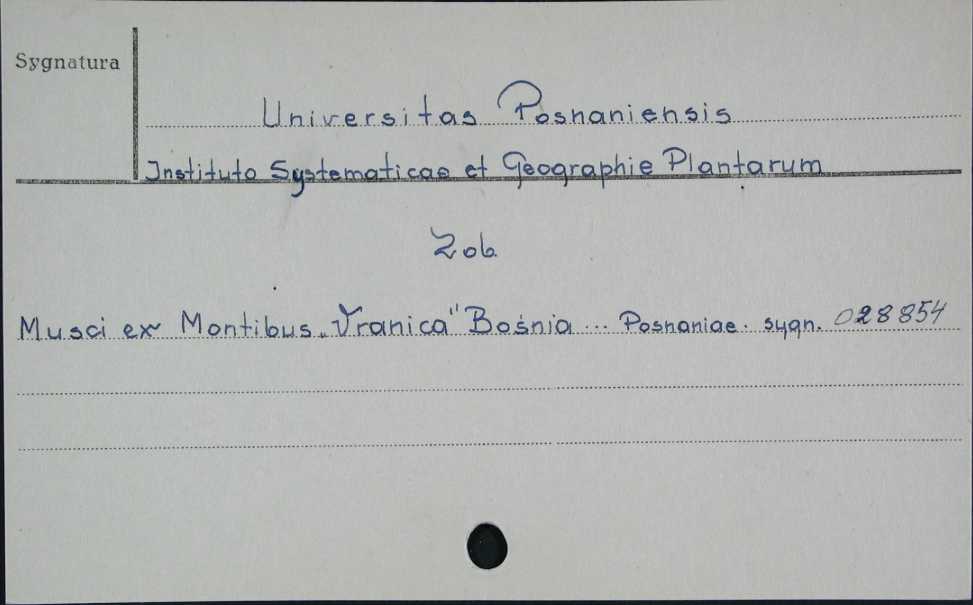 Sygnatura
Universitas Posnaniensis
Instituto Systematicae et Geographie Plantarum
Zob.
Musci ex Montibus „Vranica" Bośnia ... Posnaniae. sygn. 028854